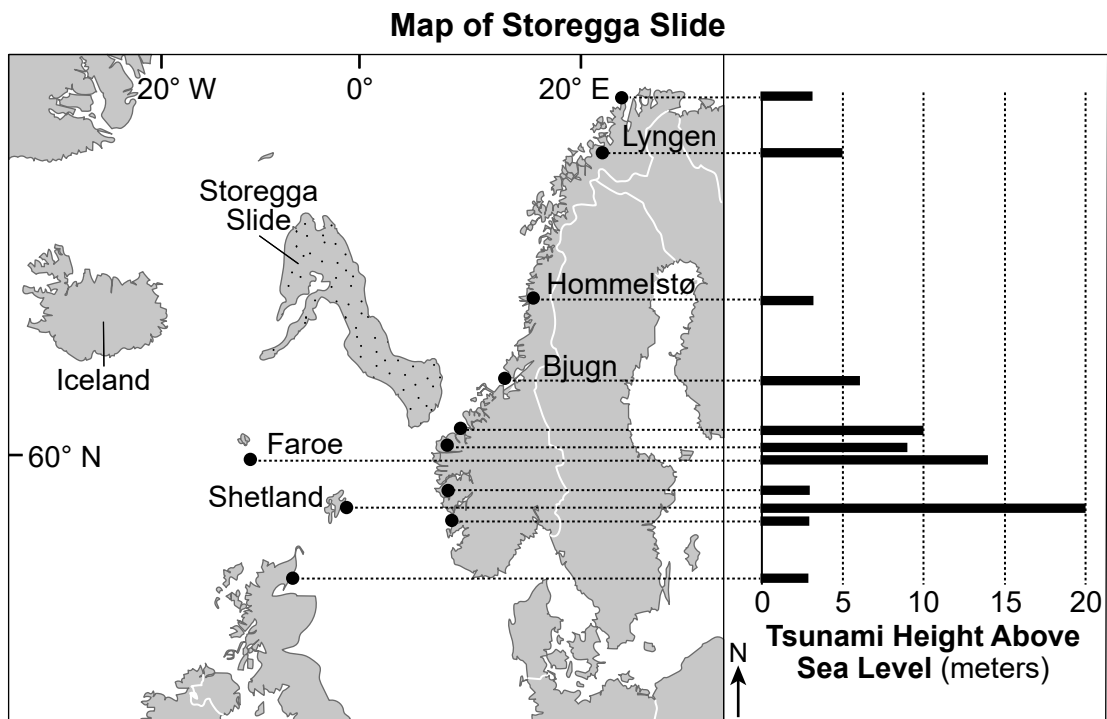 Map of Storegga Slide
20° W
0°
20° E
Lyngen
Storegga
Slide
Hommelstø
Iceland
Bjugn
60° N
Faroe
Shetland
0
5
10
15
20
Tsunami Height Above
Sea Level (meters)
N